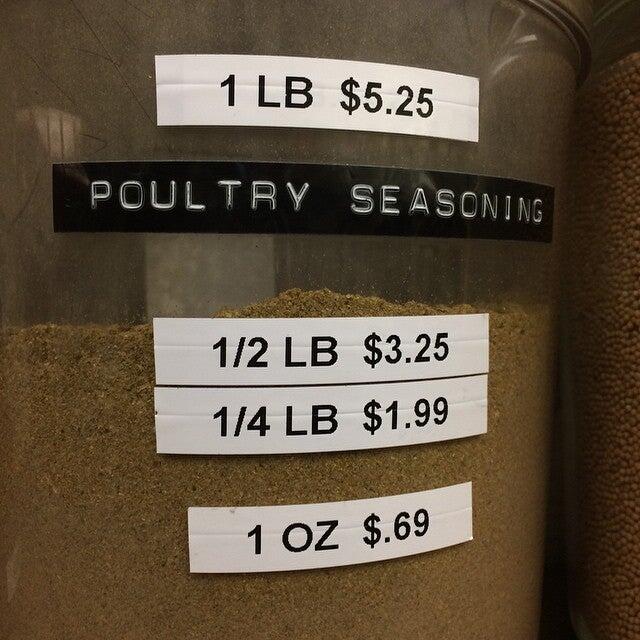 1 LB $5.25
POULTRY SEASONING
1/2 LB $3.25
1/4 LB $1.99
1 OZ $.69